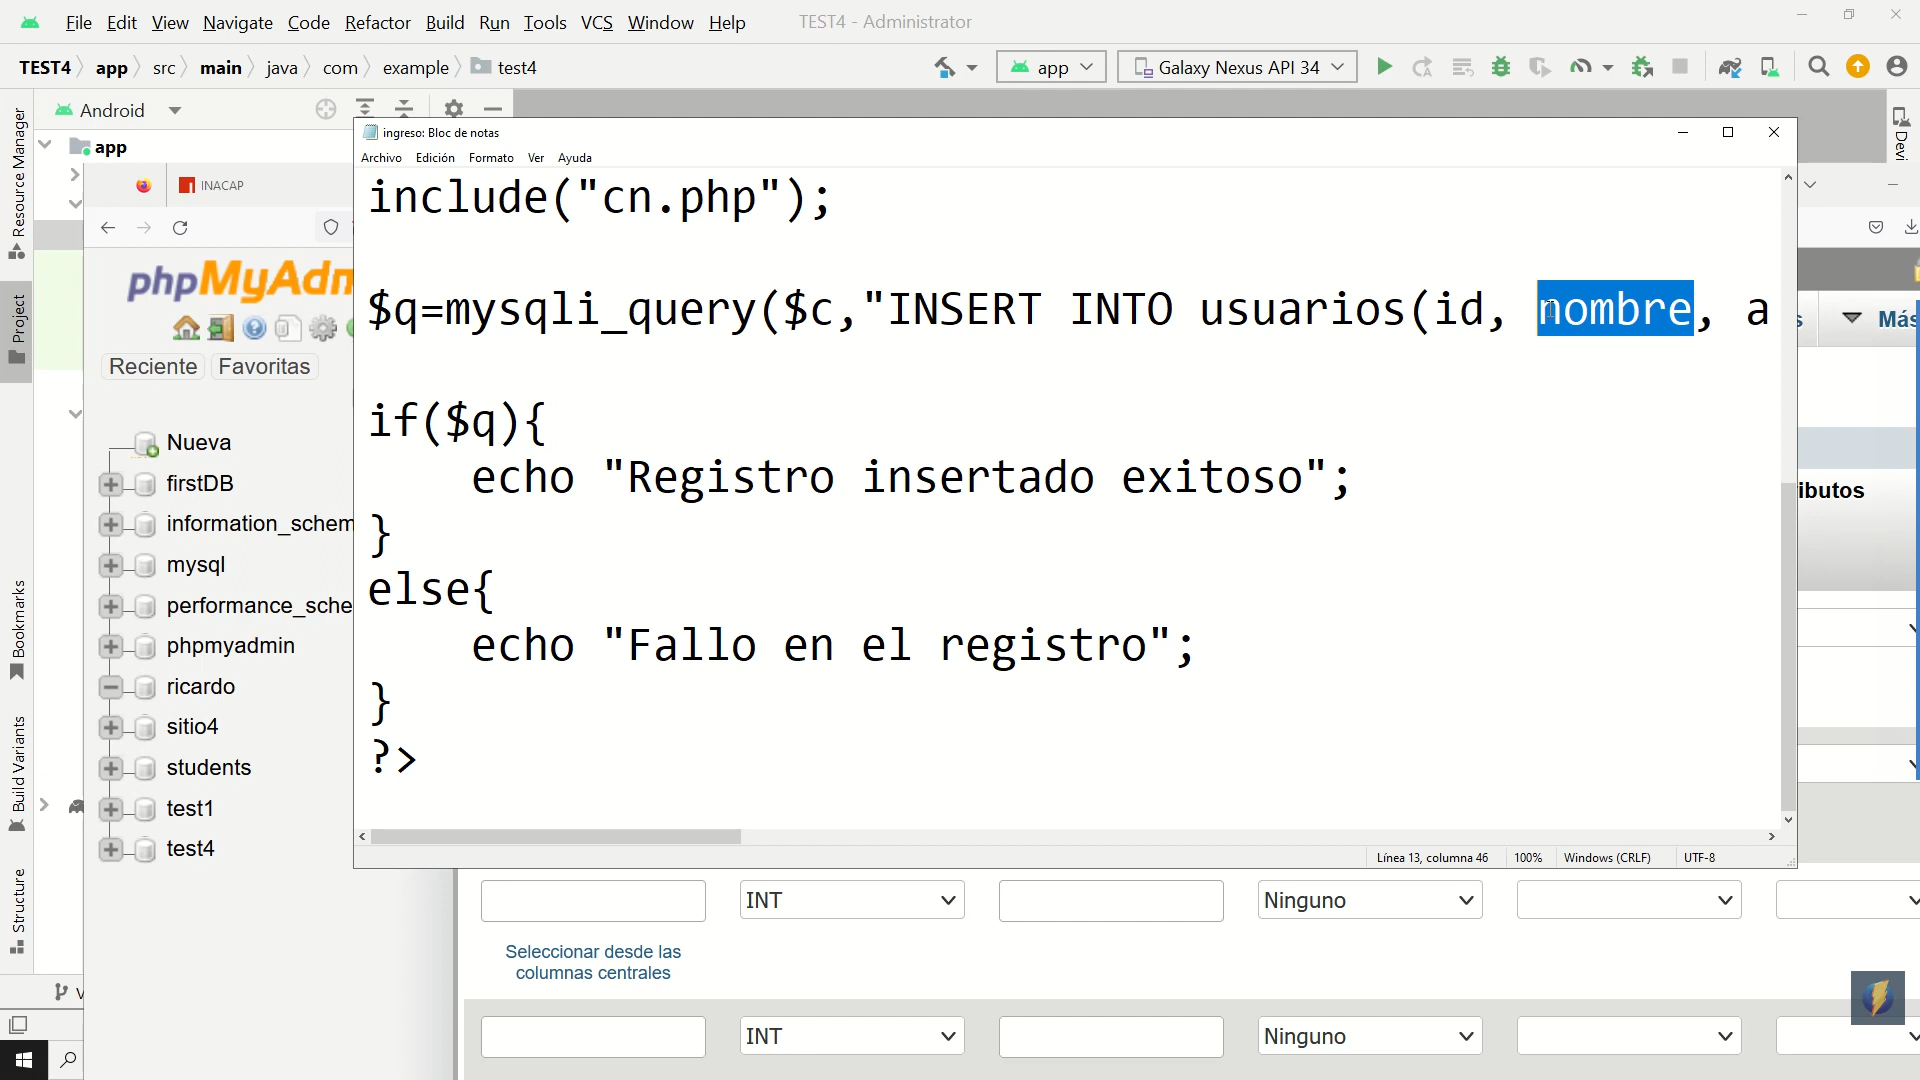 File Edit View Navigate Code Refactor Build Run Tools VCS Window Help TEST4 - Administrator
TEST4 app src main java com example test4 app Galaxy Nexus API 34
Android
app
Resource Manager
Project
Bookmarks
Build Variants
Structure
INACAP
phpMyAdm
Reciente Favoritas
Nueva
firstDB
information_schem
mysql
performance_sche
phpmyadmin
ricardo
sitio4
students
test1
test4
ingreso: Bloc de notas
Archivo Edición Formato Ver Ayuda
include("cn.php");
$q=mysqli_query($c,"INSERT INTO usuarios(id, nombre, a
if($q){
echo "Registro insertado exitoso";
}
else{
echo "Fallo en el registro";
}
?>
Línea 13, columna 46 100% Windows (CRLF) UTF-8
Devi
s Más
ibutos
INT Ninguno
Seleccionar desde las
columnas centrales
INT Ninguno